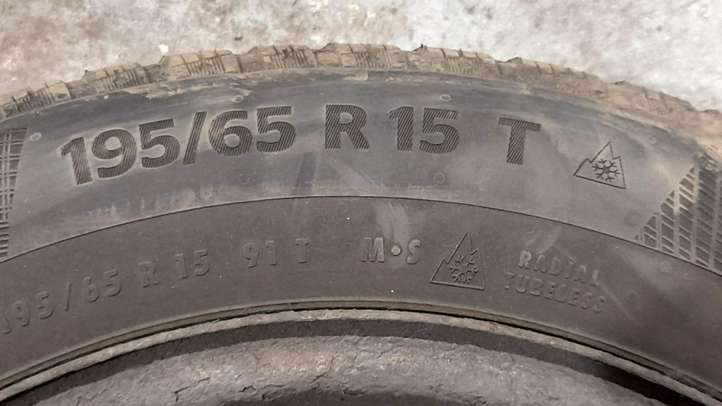 195/65 R 15 T
195/65 R 15 91 T M·S RADIAL
TUBELESS